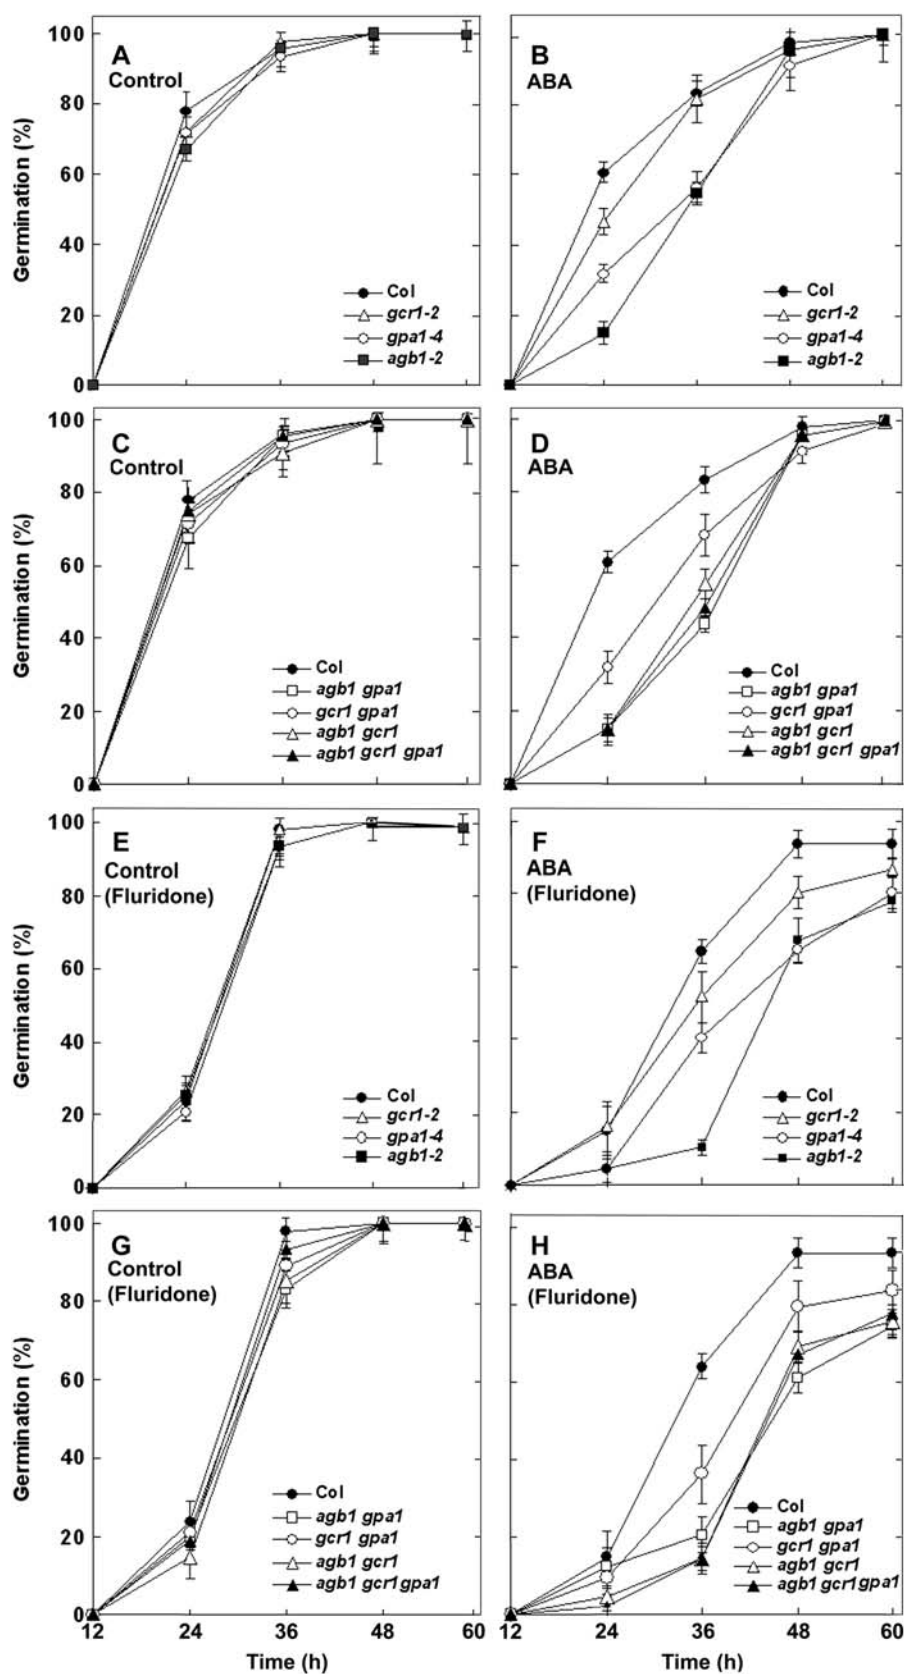 A
Control
Germination (%)
100
80
60
40
20
0
Col
gcr1-2
gpa1-4
agb1-2
B
ABA
Col
gcr1-2
gpa1-4
agb1-2
C
Control
Germination (%)
100
80
60
40
20
0
Col
agb1 gpa1
gcr1 gpa1
agb1 gcr1
agb1 gcr1 gpa1
D
ABA
Col
agb1 gpa1
gcr1 gpa1
agb1 gcr1
agb1 gcr1 gpa1
E
Control
(Fluridone)
Germination (%)
100
80
60
40
20
0
Col
gcr1-2
gpa1-4
agb1-2
F
ABA
(Fluridone)
Col
gcr1-2
gpa1-4
agb1-2
G
Control
(Fluridone)
Germination (%)
100
80
60
40
20
0
Col
agb1 gpa1
gcr1 gpa1
agb1 gcr1
agb1 gcr1gpa1
12 24 36 48 60
Time (h)
H
ABA
(Fluridone)
Col
agb1 gpa1
gcr1 gpa1
agb1 gcr1
agb1 gcr1gpa1
12 24 36 48 60
Time (h)